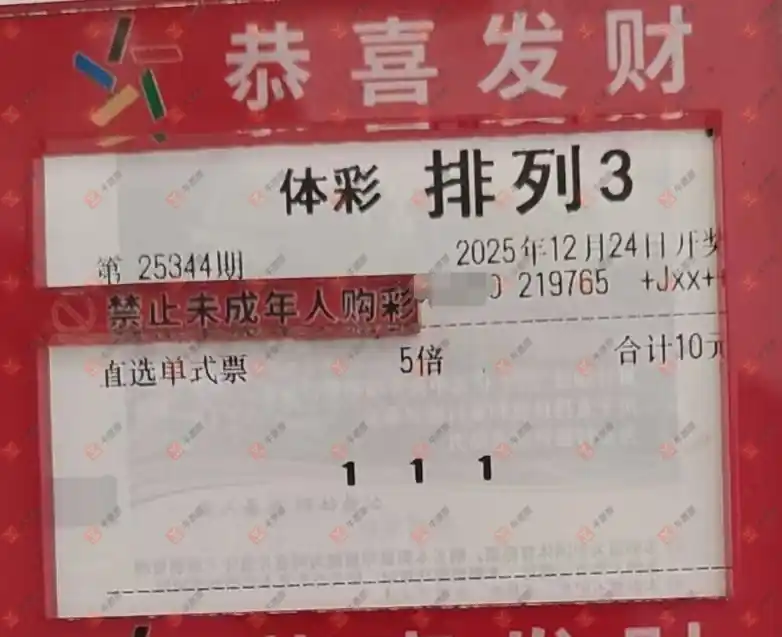 恭喜发财
体彩 排列3
第 25344期 2025年12月24日开奖
禁止未成年人购彩 219765 +Jxx+
直选单式票 5倍 合计10元
1 1 1